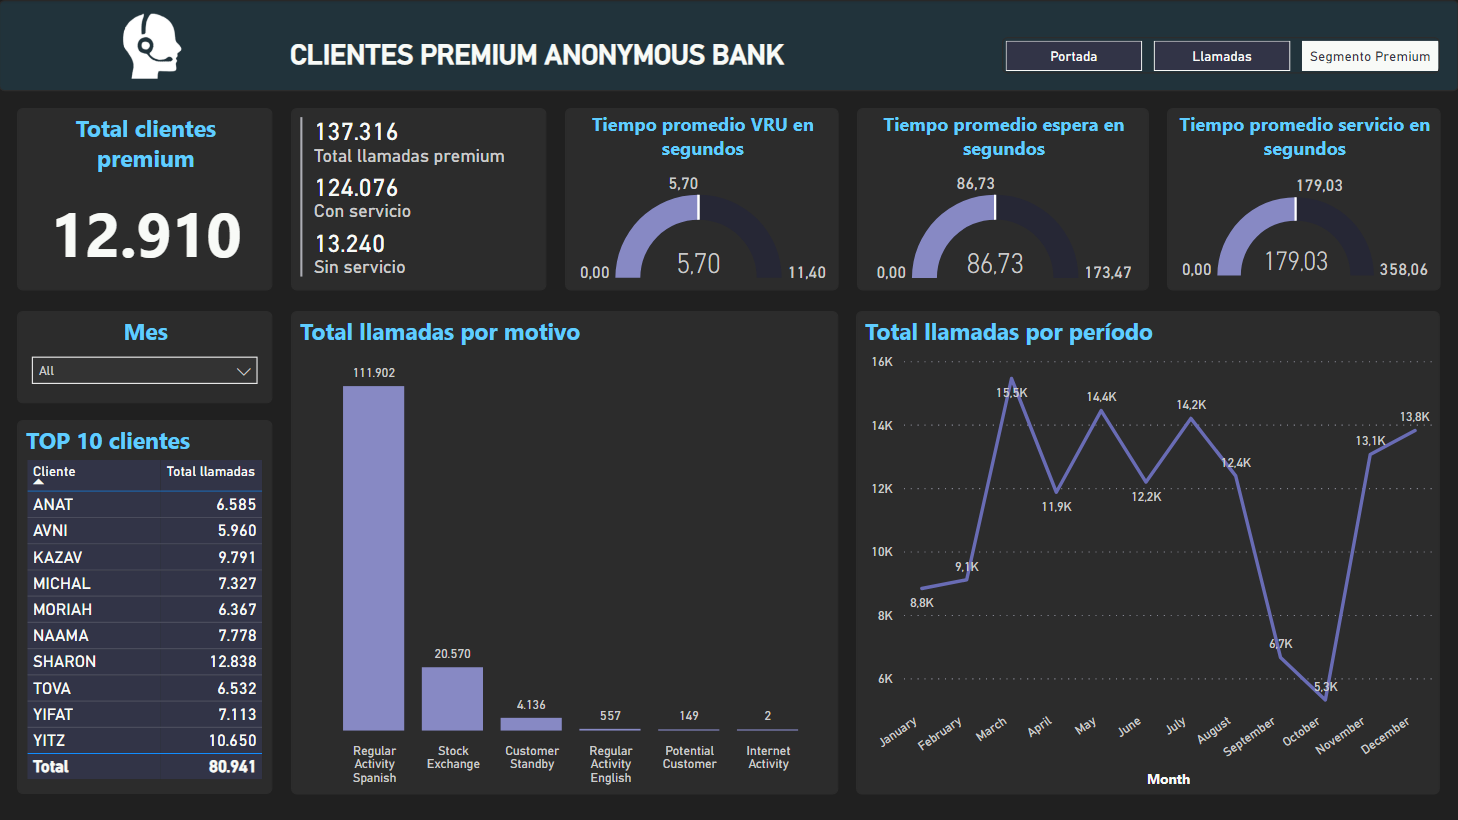 CLIENTES PREMIUM ANONYMOUS BANK
Portada
Llamadas
Segmento Premium
Total clientes
premium
12.910
137.316
Total llamadas premium
124.076
Con servicio
13.240
Sin servicio
Tiempo promedio VRU en
segundos
5,70
5,70
0,00
11,40
Tiempo promedio espera en
segundos
86,73
86,73
0,00
173,47
Tiempo promedio servicio en
segundos
179,03
179,03
0,00
358,06
Mes
All
TOP 10 clientes
Cliente Total llamadas
ANAT 6.585
AVNI 5.960
KAZAV 9.791
MICHAL 7.327
MORIAH 6.367
NAAMA 7.778
SHARON 12.838
TOVA 6.532
YIFAT 7.113
YITZ 10.650
Total 80.941
Total llamadas por motivo
111.902
20.570
4.136
557
149
2
Regular
Activity
Spanish
Stock
Exchange
Customer
Standby
Regular
Activity
English
Potential
Customer
Internet
Activity
Total llamadas por período
16K
14K
12K
10K
8K
6K
8,8K
9,1K
15,5K
11,9K
14,4K
12,2K
14,2K
12,4K
6,7K
5,3K
13,1K
13,8K
January
February
March
April
May
June
July
August
September
October
November
December
Month